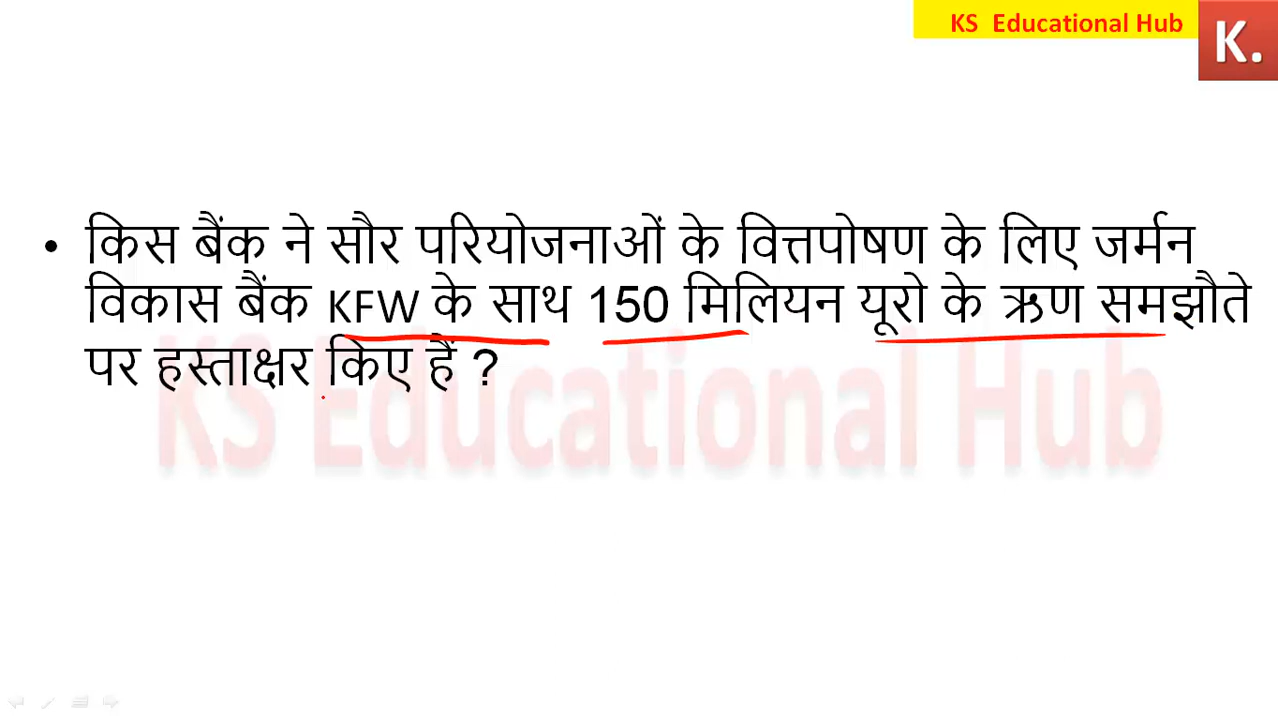 KS Educational Hub
K.
• किस बैंक ने सौर परियोजनाओं के वित्तपोषण के लिए जर्मन
विकास बैंक KFW के साथ 150 मिलियन यूरो के ऋण समझौते
पर हस्ताक्षर किए हैं ?
KS Educational Hub